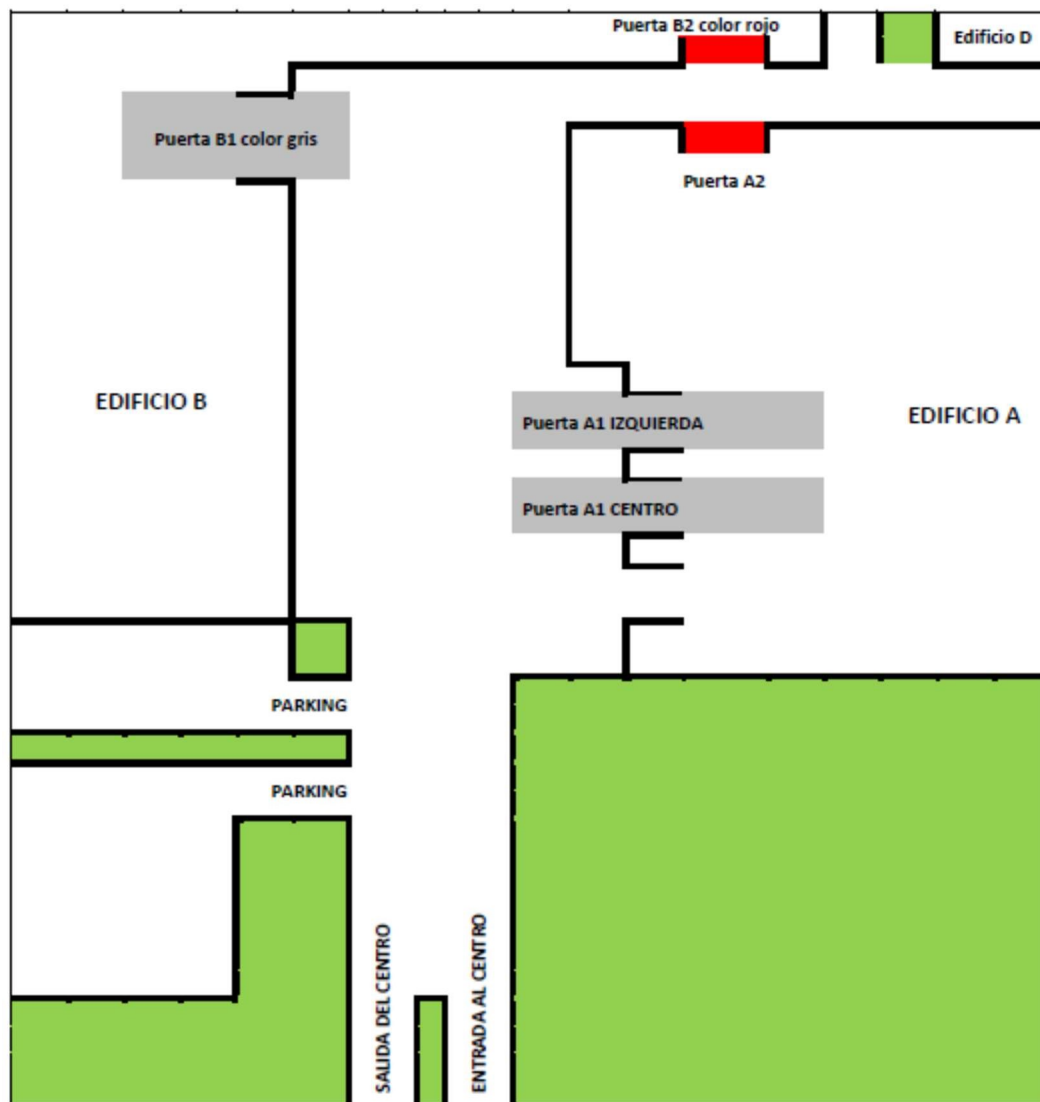 Puerta B2 color rojo
Edificio D
Puerta B1 color gris
Puerta A2
EDIFICIO B
EDIFICIO A
Puerta A1 IZQUIERDA
Puerta A1 CENTRO
PARKING
PARKING
SALIDA DEL CENTRO
ENTRADA AL CENTRO